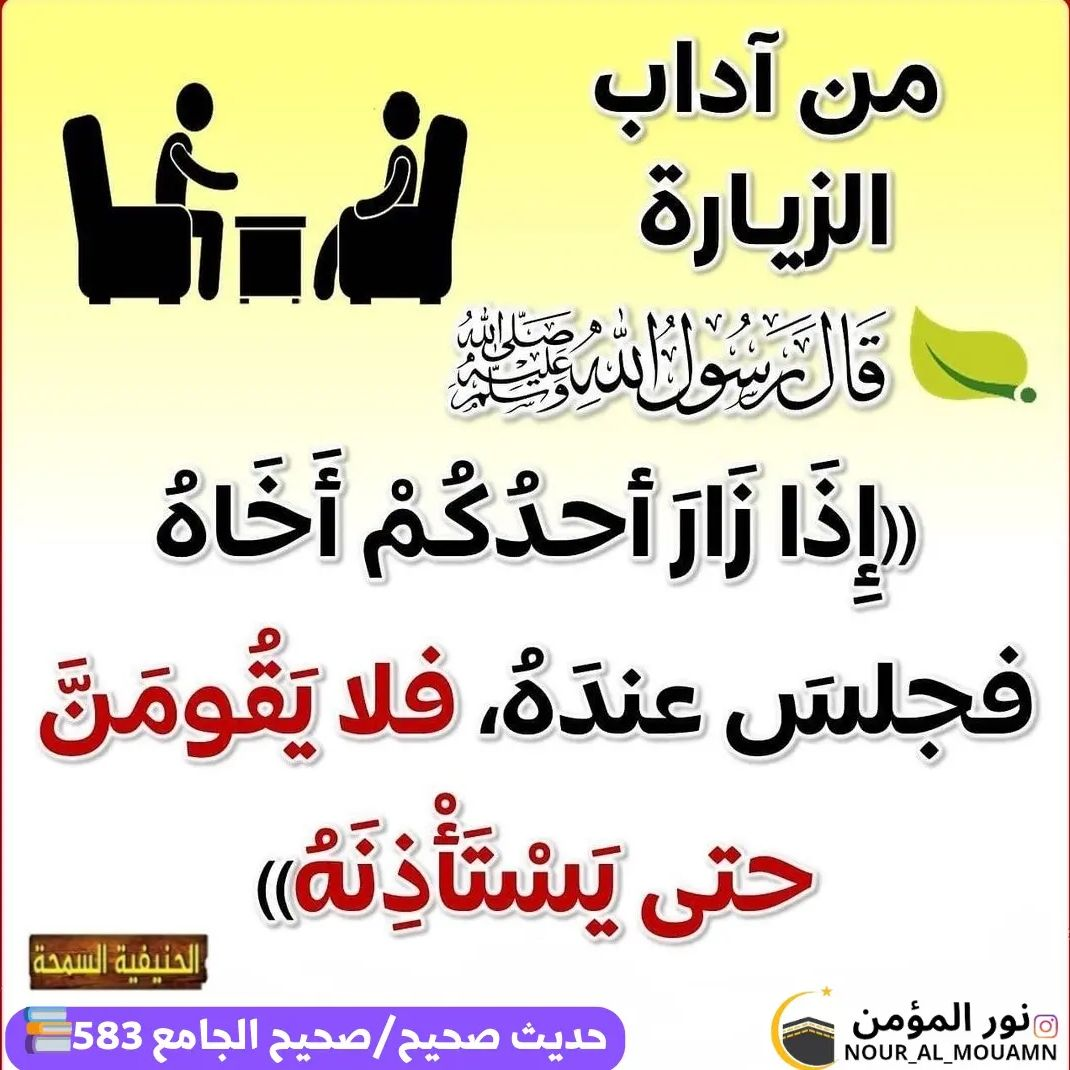 من آداب
الزيارة
قَالَ رَسُولُ اللهِ صَلَّى اللهُ عَلَيْهِ وَسَلَّمَ
((إِذَا زَارَ أحدُكُمْ أَخَاهُ
فجلسَ عندَهُ، فلا يَقُومَنَّ
حتى يَسْتَأْذِنَهُ))
الحنيفية السمحة
حديث صحيح/صحيح الجامع 583
نور المؤمن
NOUR_AL_MOUAMN